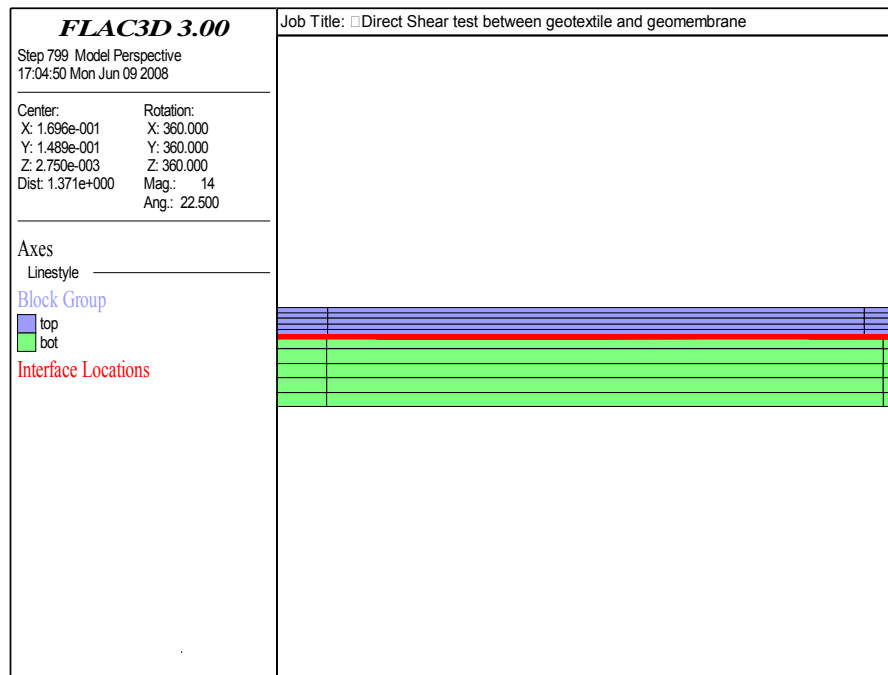 FLAC3D 3.00
Step 799 Model Perspective
17:04:50 Mon Jun 09 2008
Center:
X: 1.696e-001
Y: 1.489e-001
Z: 2.750e-003
Dist: 1.371e+000
Rotation:
X: 360.000
Y: 360.000
Z: 360.000
Mag.: 14
Ang.: 22.500
Axes
Linestyle
Block Group
top
bot
Interface Locations
Job Title: □Direct Shear test between geotextile and geomembrane